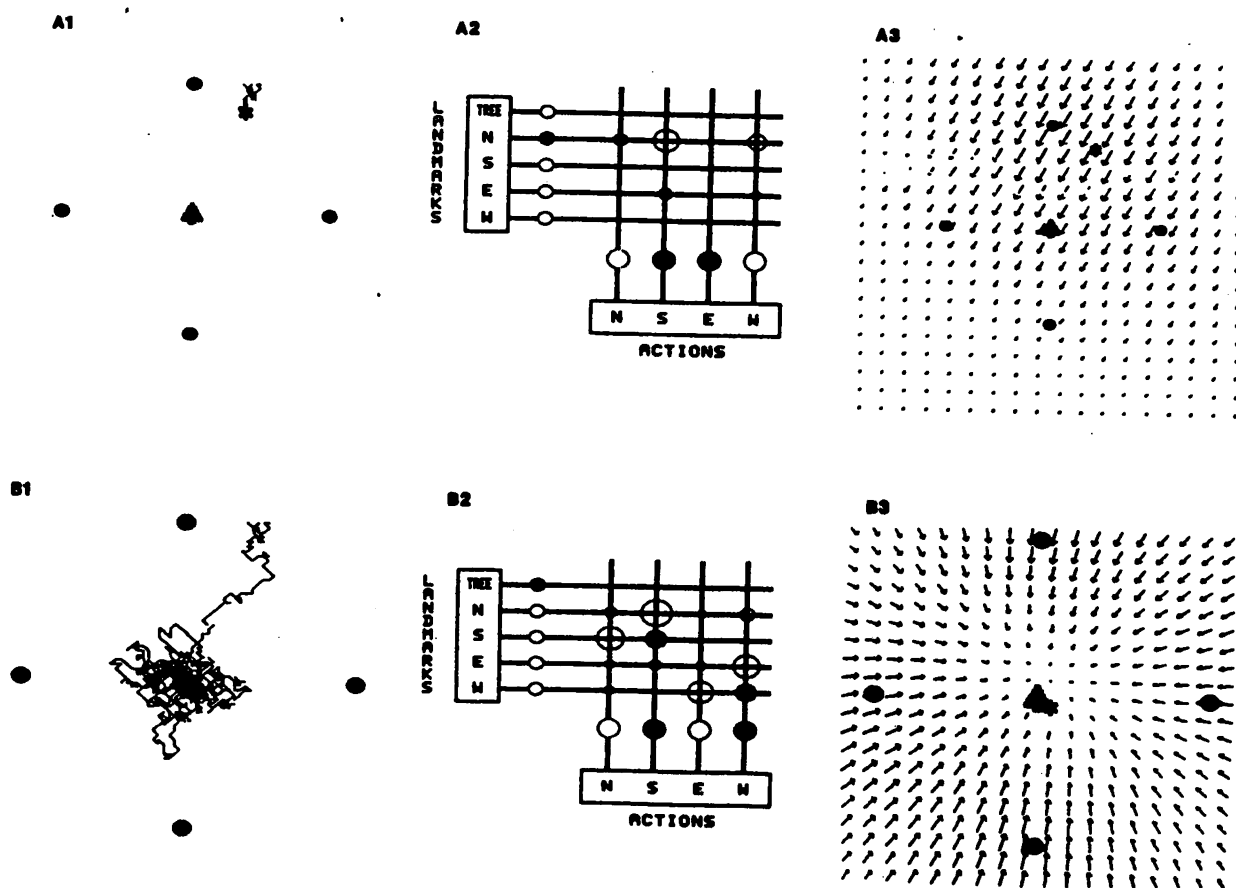 A1
A2
A3
LANDMARKS
TREE
N
S
E
W
N S E W
ACTIONS
B1
B2
B3
LANDMARKS
TREE
N
S
E
W
N S E W
ACTIONS